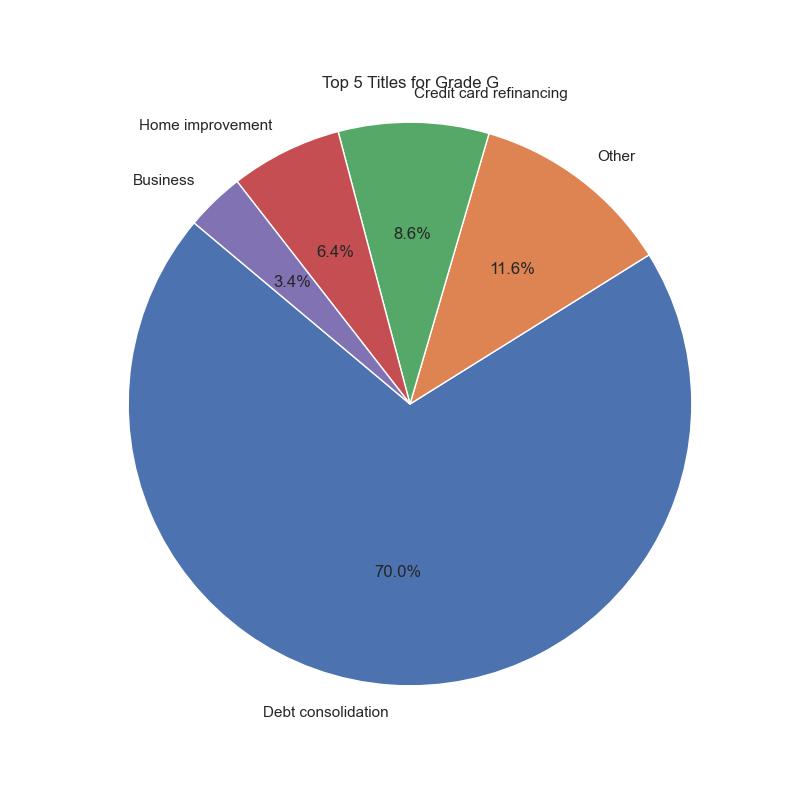 Top 5 Titles for Grade G
Credit card refinancing
Home improvement
Other
Business
8.6%
6.4%
11.6%
3.4%
70.0%
Debt consolidation